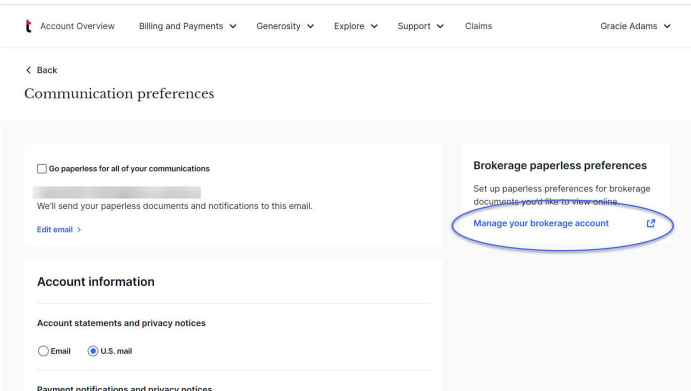 t Account Overview Billing and Payments Generosity Explore Support Claims Gracie Adams
Back
Communication preferences
Go paperless for all of your communications
We'll send your paperless documents and notifications to this email.
Edit email
Brokerage paperless preferences
Set up paperless preferences for brokerage
documents you'd like to view online.
Manage your brokerage account
Account information
Account statements and privacy notices
Email U.S. mail
Payment notifications and privacy notices